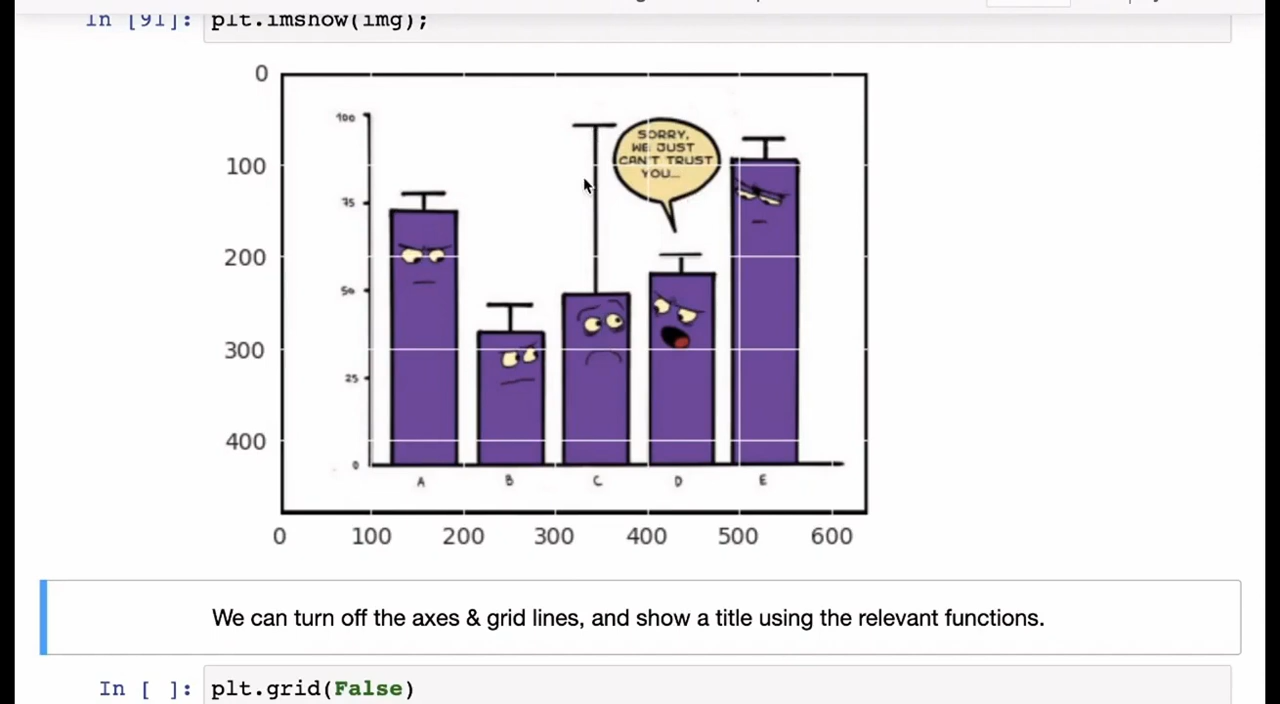 In [91]: plt.imshow(img);
0
100
200
300
400
100
75
50
25
0
SORRY,
WE JUST
CAN'T TRUST
YOU...
A B C D E
0 100 200 300 400 500 600
We can turn off the axes & grid lines, and show a title using the relevant functions.
In [ ]: plt.grid(False)